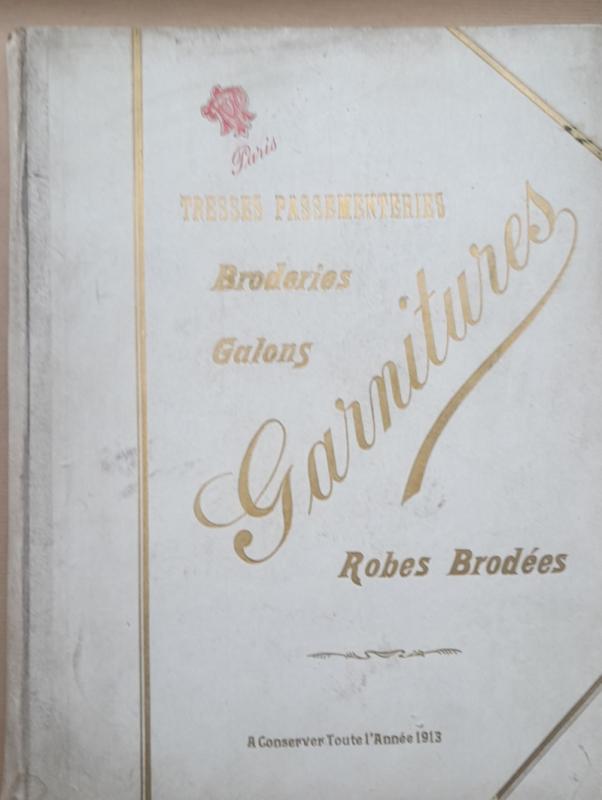 Paris
TRESSES PASSEMENTERIES
Broderies
Galons
Garnitures
Robes Brodées
A Conserver Toute l'Année 1913